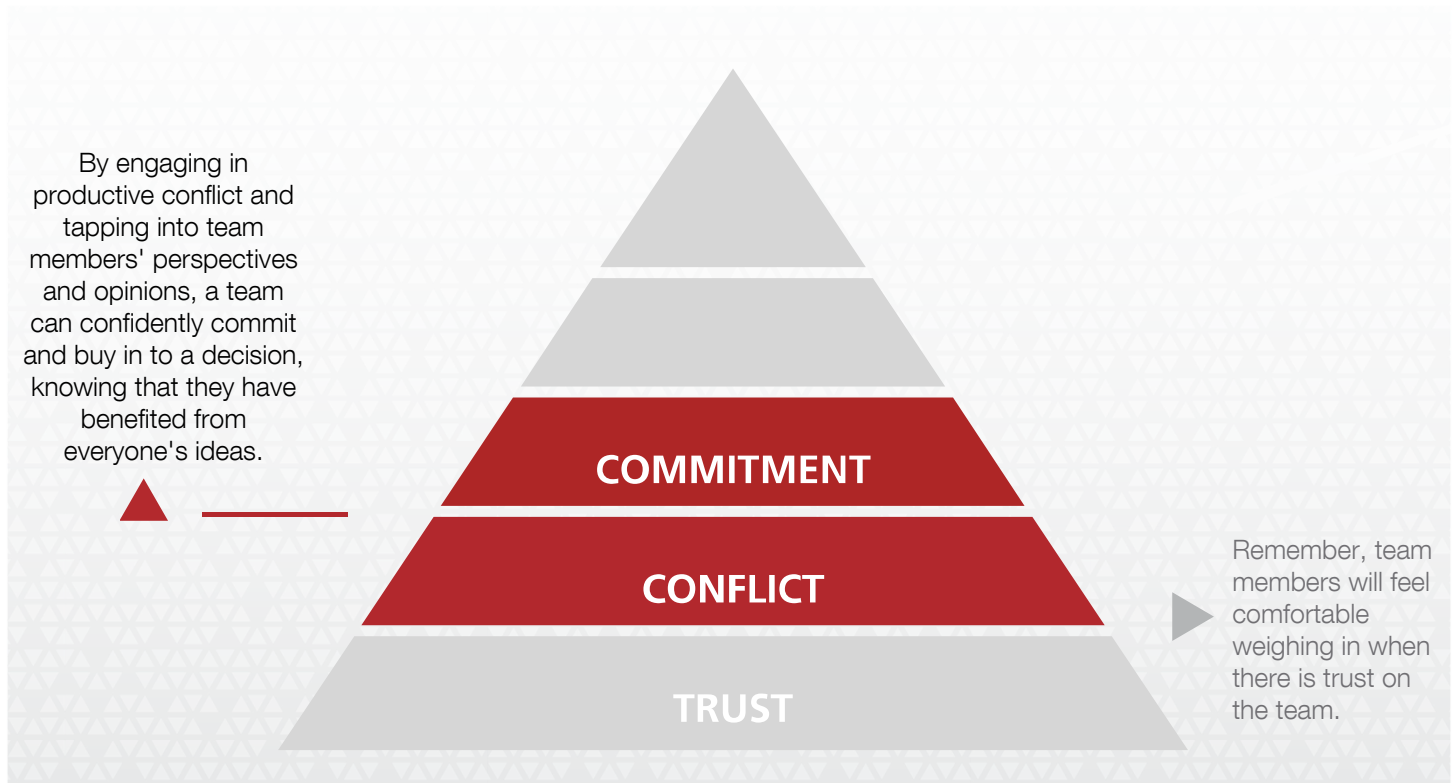 By engaging in
productive conflict and
tapping into team
members' perspectives
and opinions, a team
can confidently commit
and buy in to a decision,
knowing that they have
benefited from
everyone's ideas.
COMMITMENT
CONFLICT
TRUST
Remember, team
members will feel
comfortable
weighing in when
there is trust on
the team.